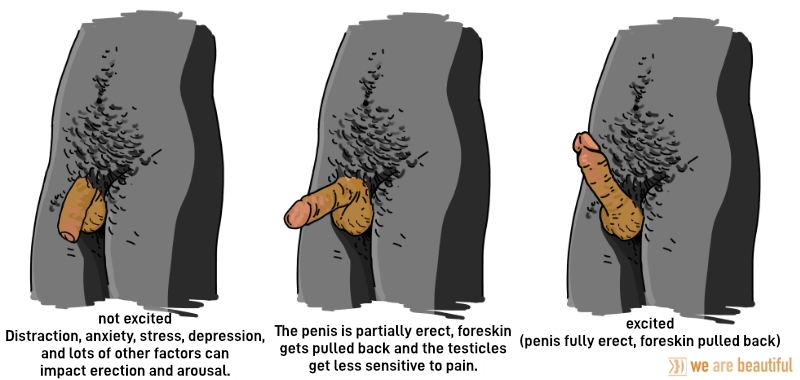 not excited
Distraction, anxiety, stress, depression,
and lots of other factors can
impact erection and arousal.
The penis is partially erect, foreskin
gets pulled back and the testicles
get less sensitive to pain.
excited
(penis fully erect, foreskin pulled back)
we are beautiful